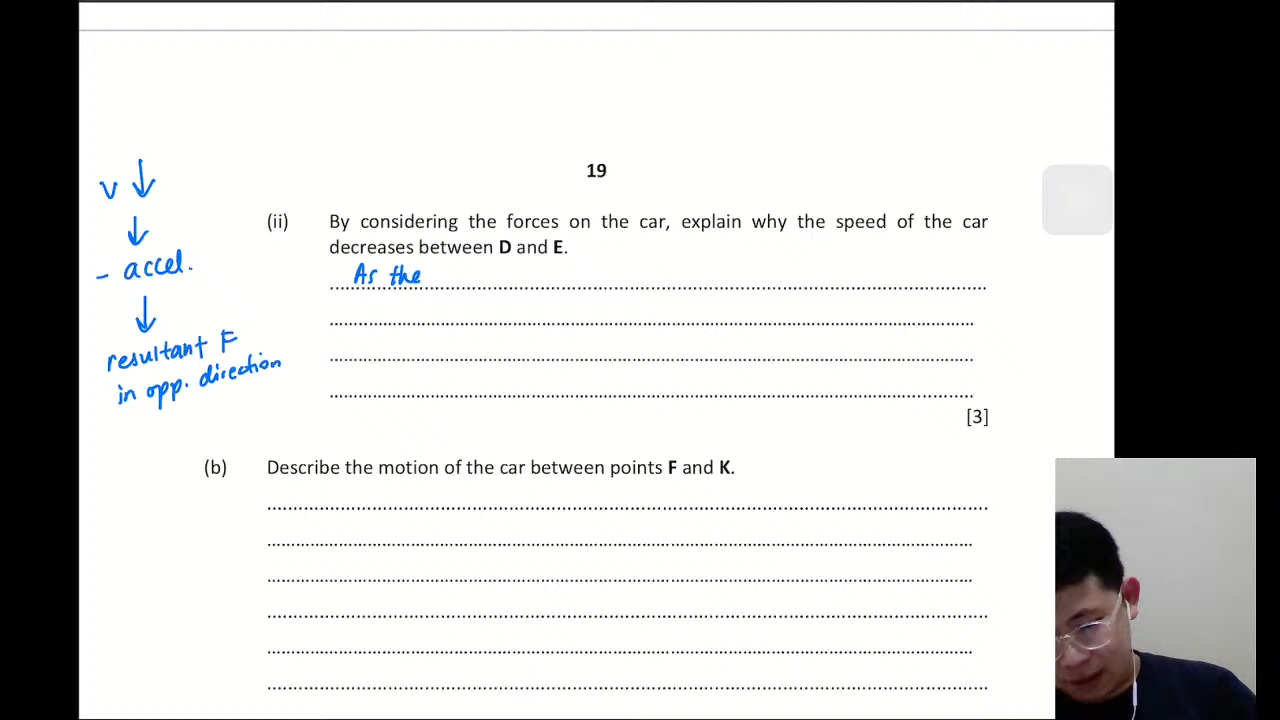 19
v ↓
↓
- accel.
↓
resultant F
in opp. direction
(ii) By considering the forces on the car, explain why the speed of the car
decreases between D and E.
As the
[3]
(b) Describe the motion of the car between points F and K.